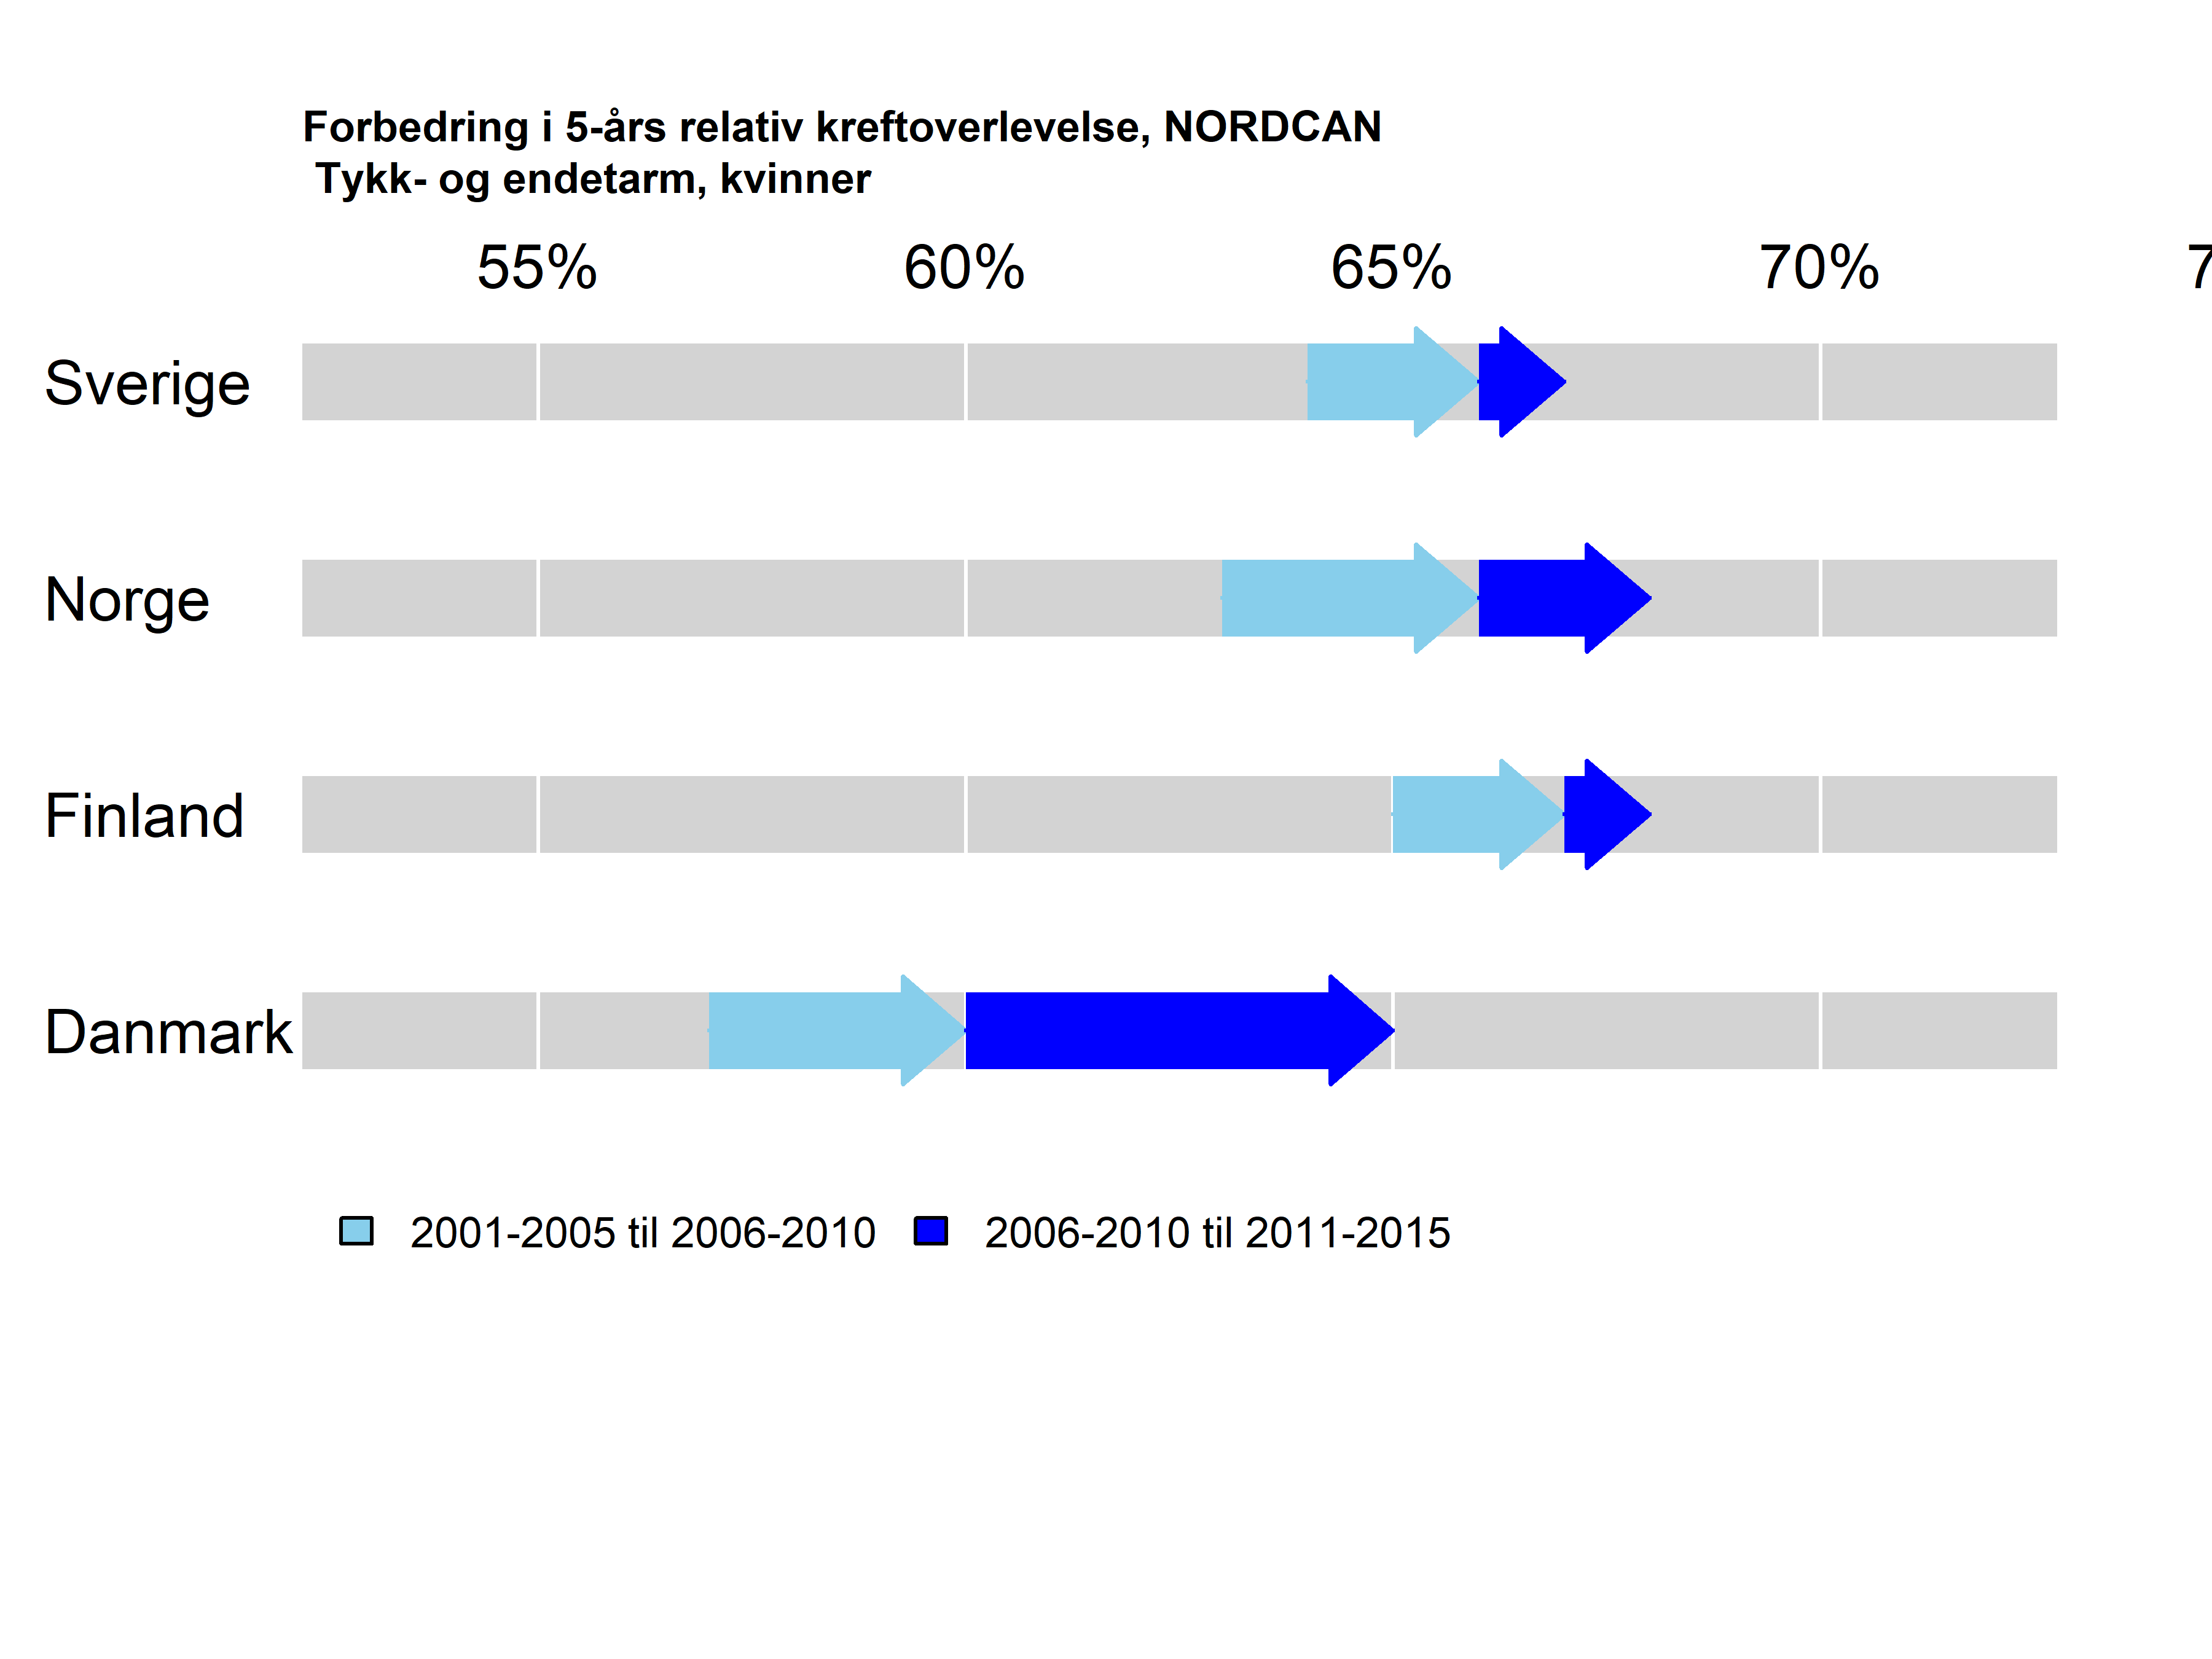 Forbedring i 5-års relativ kreftoverlevelse, NORDCAN
Tykk- og endetarm, kvinner
55% 60% 65% 70% 7
Sverige
Norge
Finland
Danmark
2001-2005 til 2006-2010 2006-2010 til 2011-2015